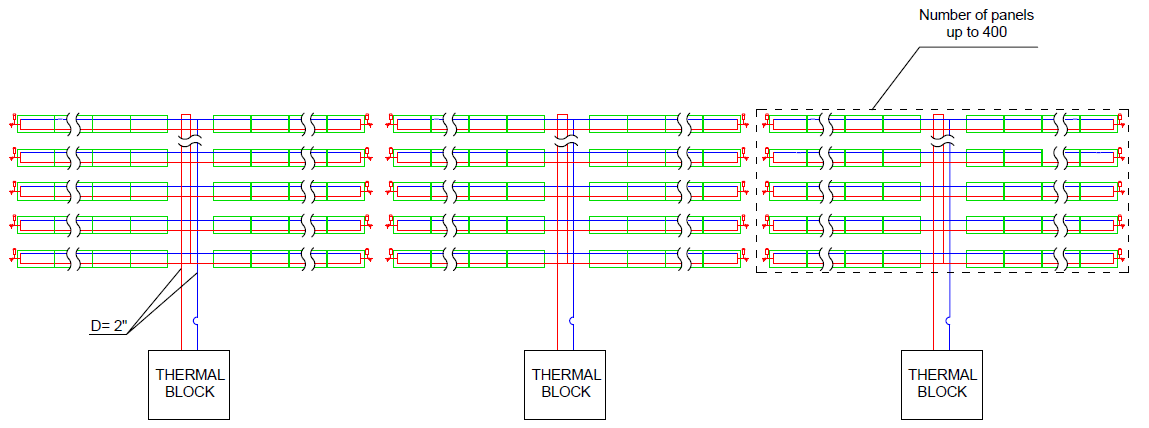 Number of panels
up to 400
D= 2"
THERMAL
BLOCK
THERMAL
BLOCK
THERMAL
BLOCK